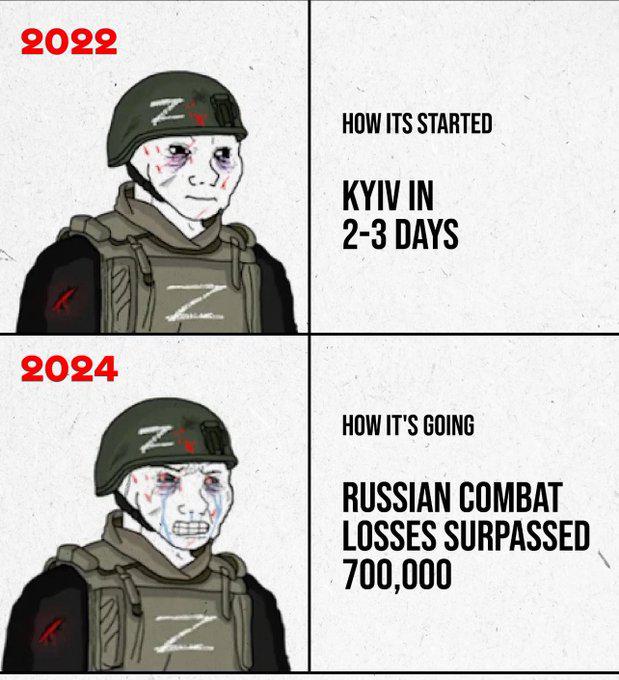 2022
Z
Z
HOW ITS STARTED
KYIV IN
2-3 DAYS
2024
Z
Z
HOW IT'S GOING
RUSSIAN COMBAT
LOSSES SURPASSED
700,000